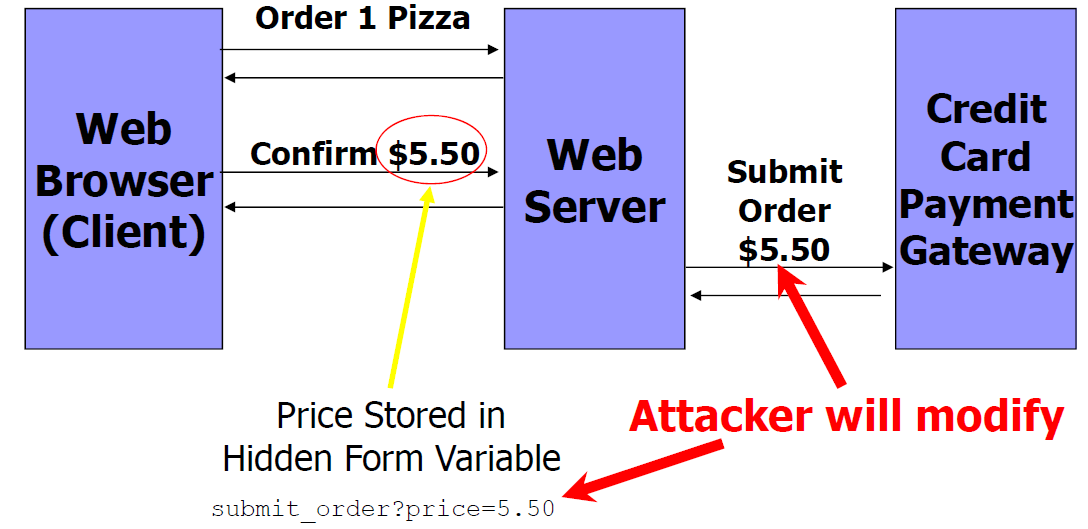 Order 1 Pizza
Web
Browser
(Client)
Confirm $5.50
Web
Server
Submit
Order
$5.50
Credit
Card
Payment
Gateway
Price Stored in
Hidden Form Variable
submit_order?price=5.50
Attacker will modify